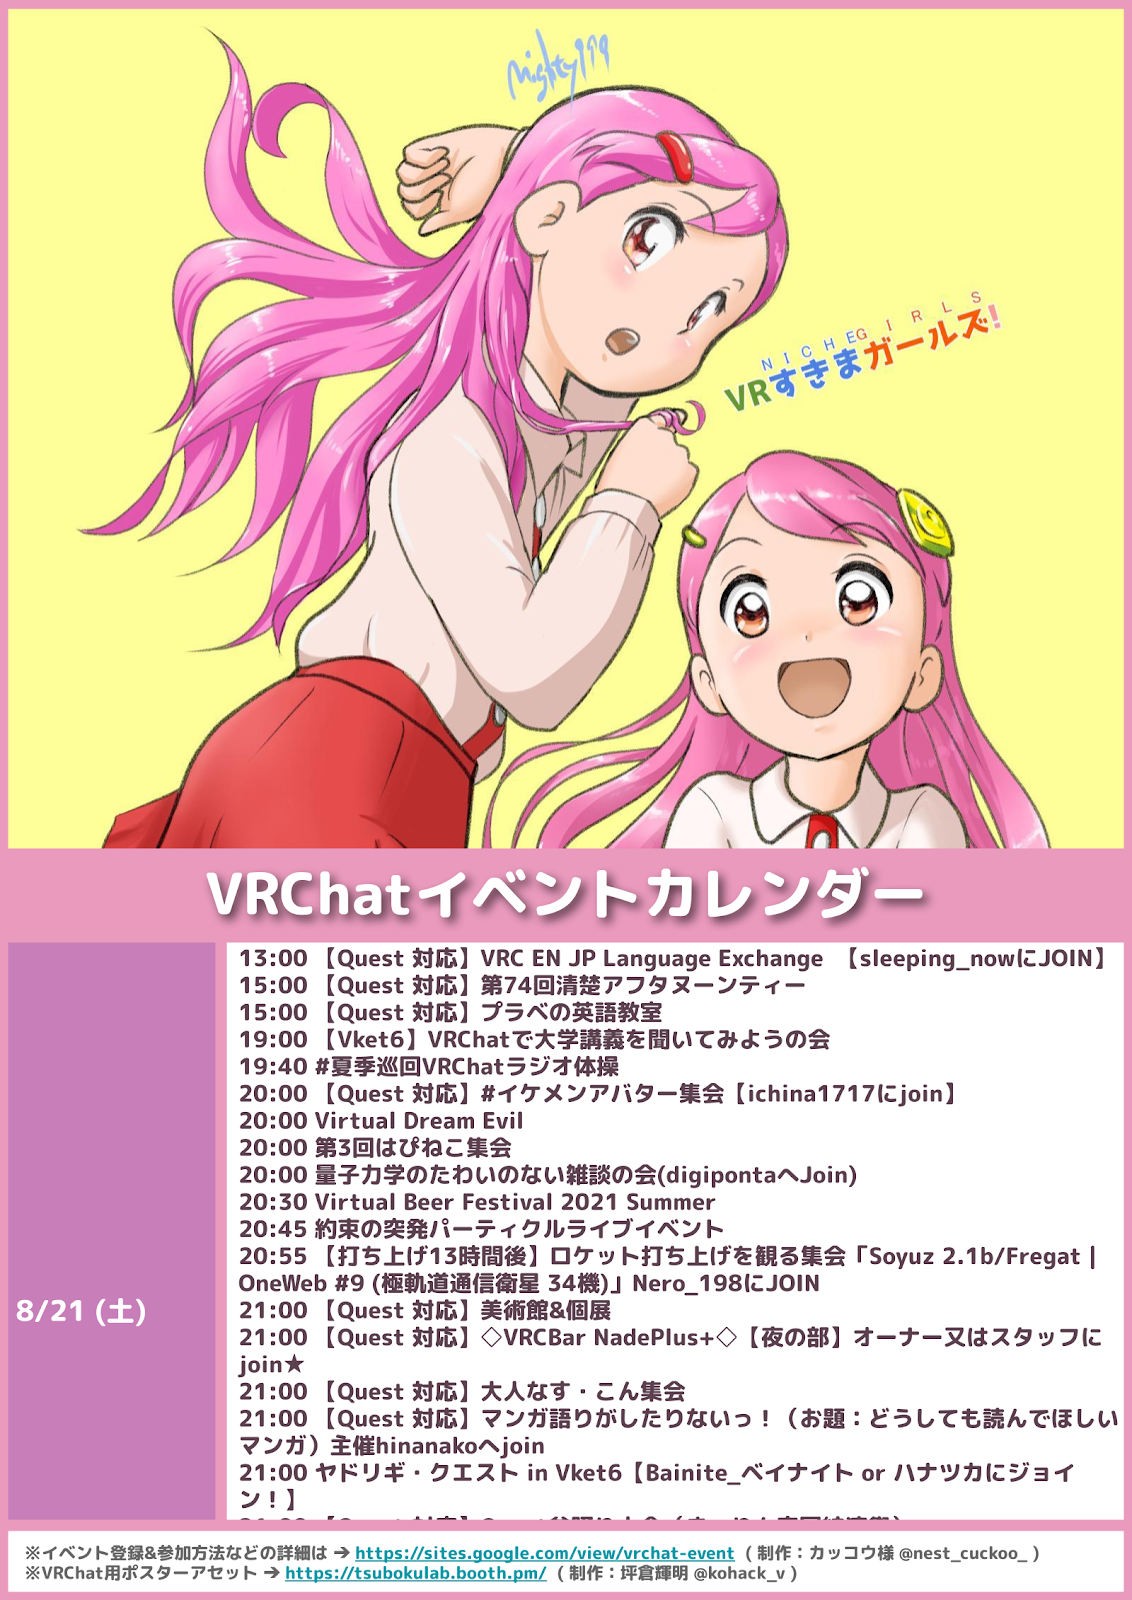 mighty199
NICHE GIRLS
VRすきまガールズ!
VRChatイベントカレンダー
8/21 (土)
13:00 【Quest 対応】VRC EN JP Language Exchange 【sleeping_nowにJOIN】
15:00 【Quest 対応】第74回清楚アフタヌーンティー
15:00 【Quest 対応】プラベの英語教室
19:00 【Vket6】VRChatで大学講義を聞いてみようの会
19:40 #夏季巡回VRChatラジオ体操
20:00 【Quest 対応】#イケメンアバター集会【ichina1717にjoin】
20:00 Virtual Dream Evil
20:00 第3回はぴねこ集会
20:00 量子力学のたわいのない雑談の会(digipontaへJoin)
20:30 Virtual Beer Festival 2021 Summer
20:45 約束の突発パーティクルライブイベント
20:55 【打ち上げ13時間後】ロケット打ち上げを観る集会「Soyuz 2.1b/Fregat |
OneWeb #9 (極軌道通信衛星 34機)」Nero_198にJOIN
21:00 【Quest 対応】美術館&個展
21:00 【Quest 対応】◇VRCBar NadePlus+◇【夜の部】オーナー又はスタッフに
join★
21:00 【Quest 対応】大人なす・こん集会
21:00 【Quest 対応】マンガ語りがしたりないっ！（お題：どうしても読んでほしい
マンガ）主催hinanakoへjoin
21:00 ヤドリギ・クエスト in Vket6【Bainite_ベイナイト or ハナツカにジョイ
ン！】
※イベント登録&参加方法などの詳細は ➔ https://sites.google.com/view/vrchat-event ( 制作：カッコウ様 @nest_cuckoo_ )
※VRChat用ポスターアセット ➔ https://tsubokulab.booth.pm/ ( 制作：坪倉輝明 @kohack_v )